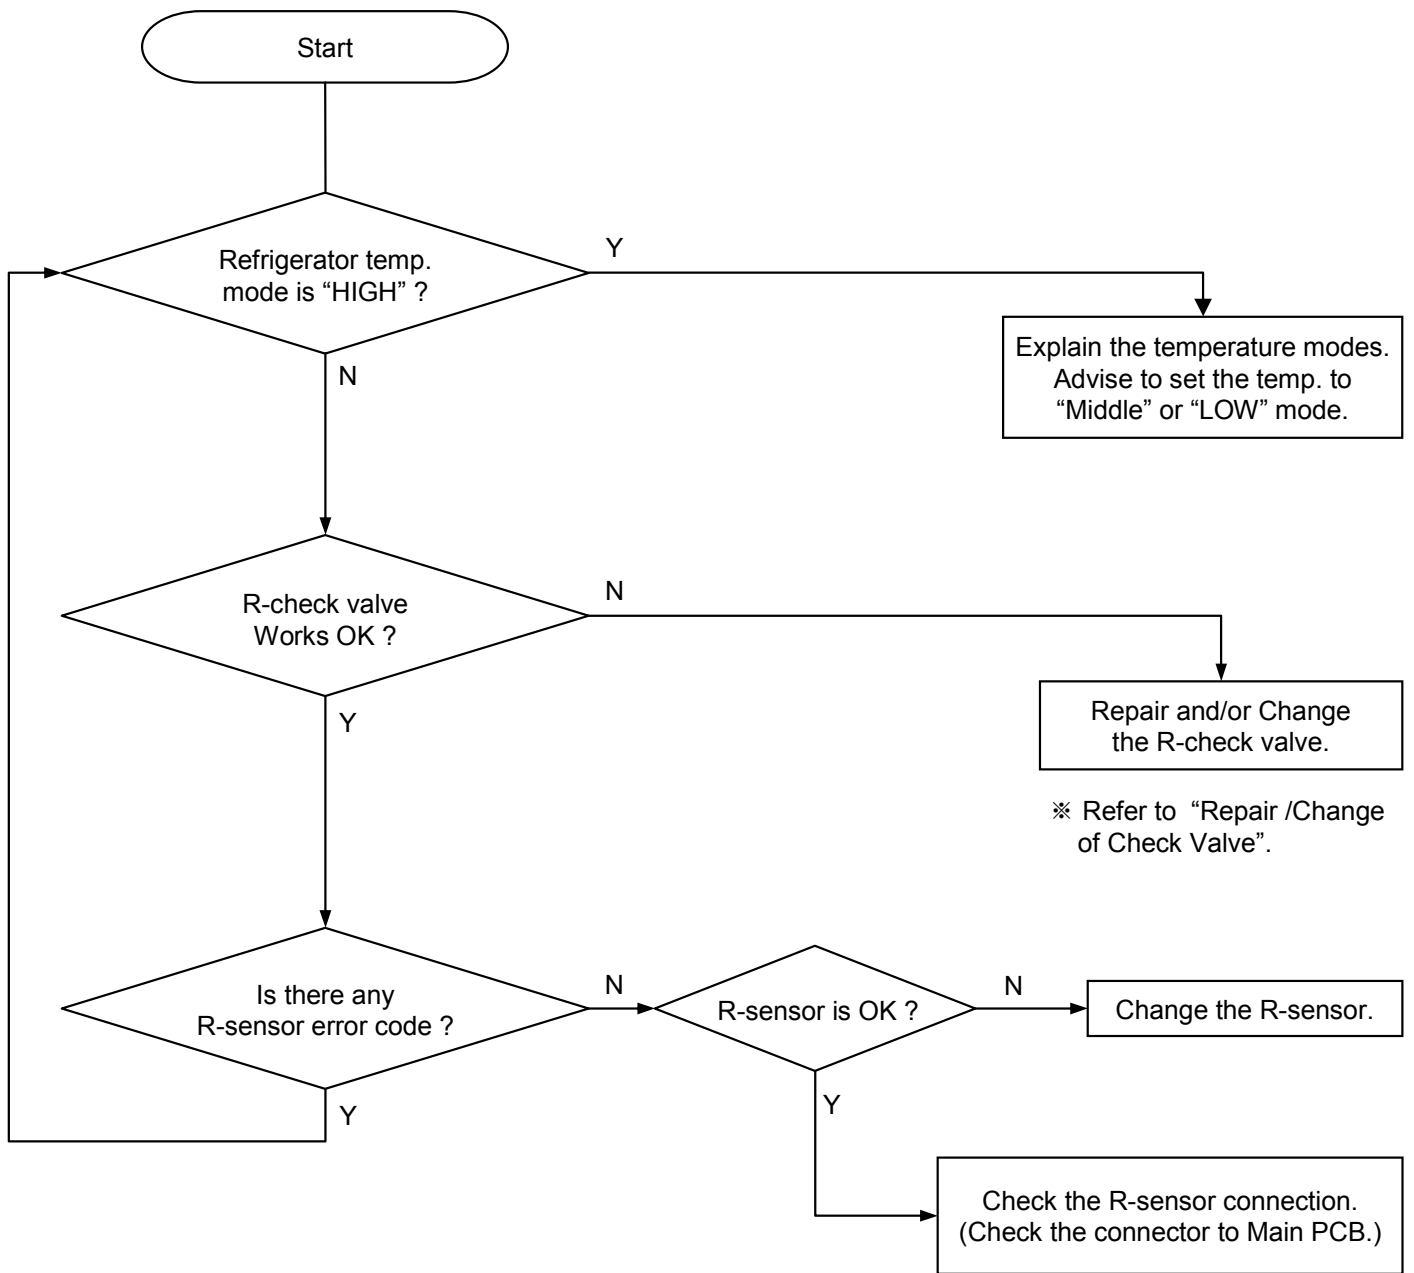 Start
Refrigerator temp.
mode is “HIGH” ?
Y
Explain the temperature modes.
Advise to set the temp. to
“Middle” or “LOW” mode.
N
R-check valve
Works OK ?
N
Repair and/or Change
the R-check valve.
※ Refer to “Repair /Change
of Check Valve”.
Y
Is there any
R-sensor error code ?
N
R-sensor is OK ?
N
Change the R-sensor.
Y
Y
Check the R-sensor connection.
(Check the connector to Main PCB.)